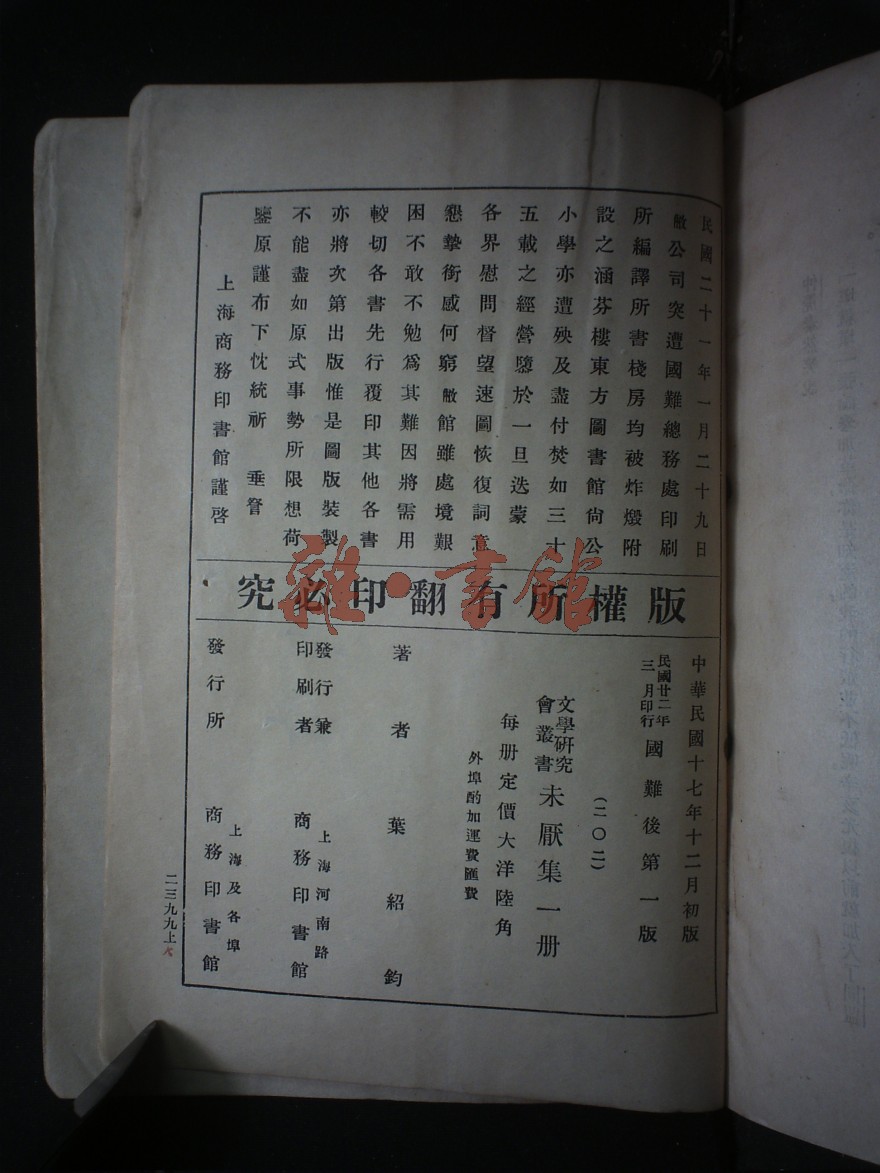 民國二十一年一月二十九日
敝公司突遭國難總務處印刷
所編譯所書棧房均被炸燬附
設之涵芬樓東方圖書館尙公
小學亦遭殃及盡付焚如三十
五載之經營隳於一旦迭蒙
各界慰問督望速圖恢復詞意
懇摯銜感何窮敝館雖處境艱
困不敢不勉爲其難因將需用
較切各書先行覆印其他各書
亦將次第出版惟是圖版裝製
不能盡如原式事勢所限想荷
鑒原謹布下忱統祈 垂詧
上海商務印書館謹啓
版權所有翻印必究
中華民國十七年十二月初版
民國廿二年三月印行 國難後第一版
(二〇二)
文學研究會叢書 未厭集一册
每册定價大洋陸角
外埠酌加運費匯費
著者 葉紹鈞
發行兼印刷者 上海河南路 商務印書館
發行所 上海及各埠 商務印書館
二三九九上
雜·書館